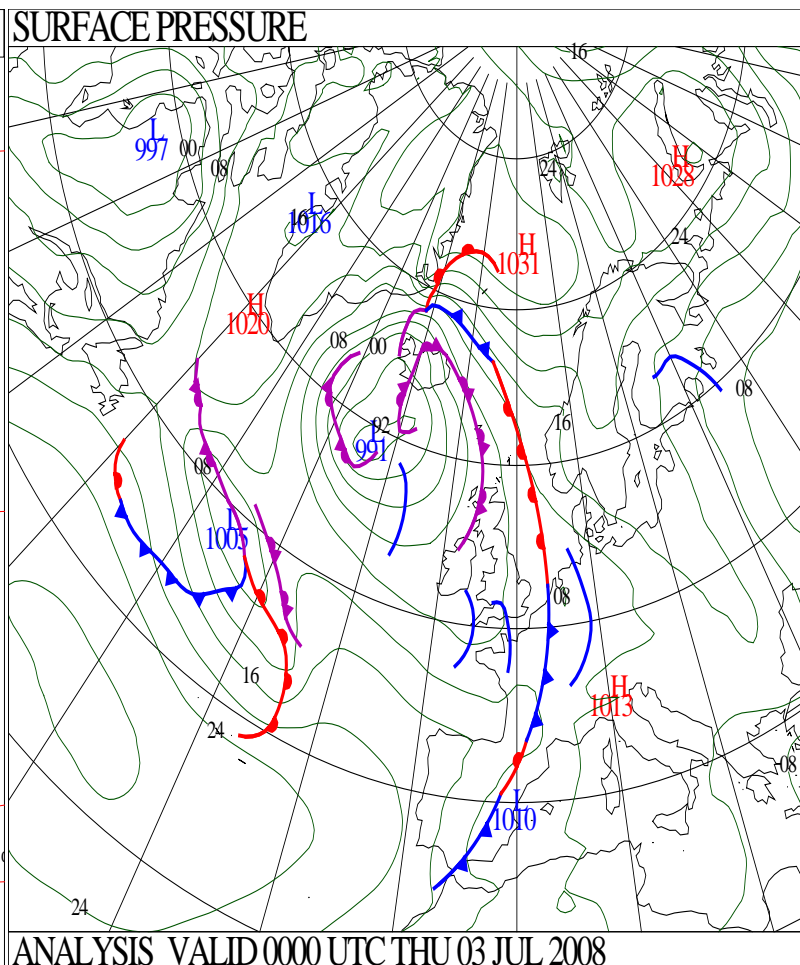 SURFACE PRESSURE
16
L
997
00
08
24
H
1028
L
16
1016
24
H
1031
H
1020
08
00
08
02
L
991
16
08
L
1005
08
16
H
1013
24
08
L
1010
24
ANALYSIS VALID 0000 UTC THU 03 JUL 2008